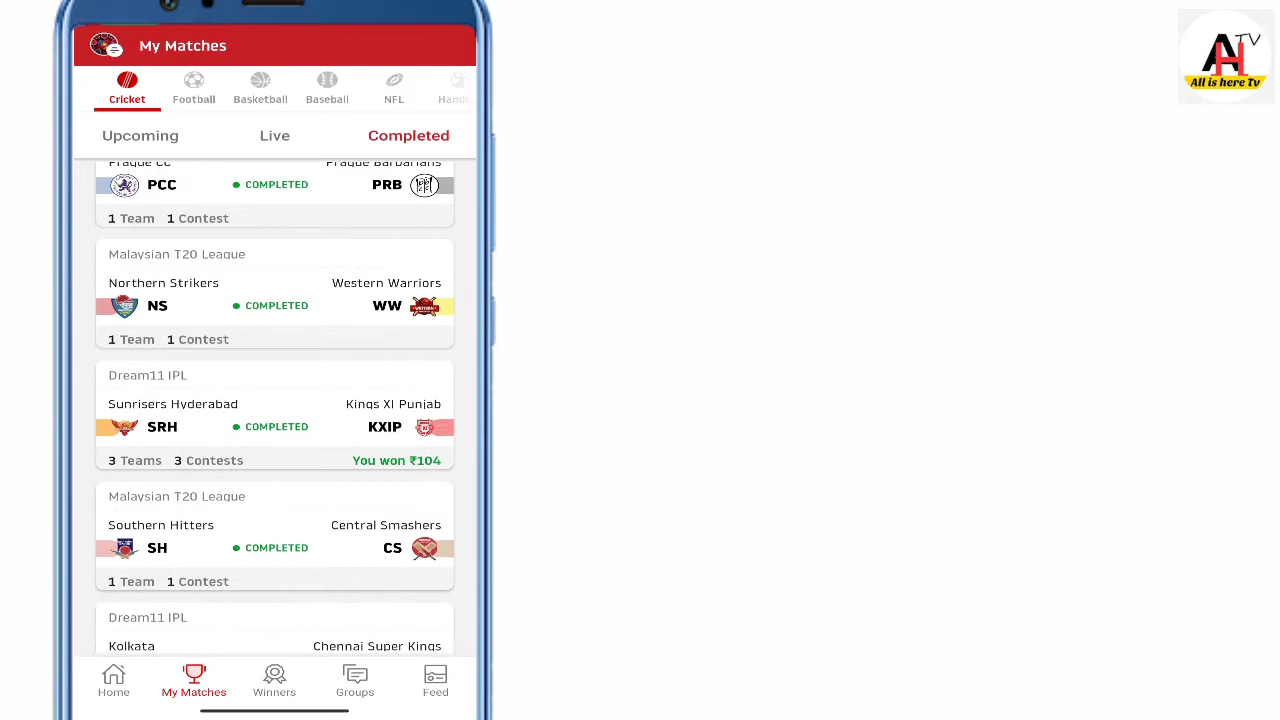 My Matches
Cricket Football Basketball Baseball NFL
Upcoming Live Completed
Prague CC Prague Barbarians
PCC COMPLETED PRB
1 Team 1 Contest
Malaysian T20 League
Northern Strikers Western Warriors
NS COMPLETED WW
1 Team 1 Contest
Dream11 IPL
Sunrisers Hyderabad Kings XI Punjab
SRH COMPLETED KXIP
3 Teams 3 Contests You won ₹104
Malaysian T20 League
Southern Hitters Central Smashers
SH COMPLETED CS
1 Team 1 Contest
Dream11 IPL
Kolkata Chennai Super Kings
Home My Matches Winners Groups Feed
AH TV
All is here Tv